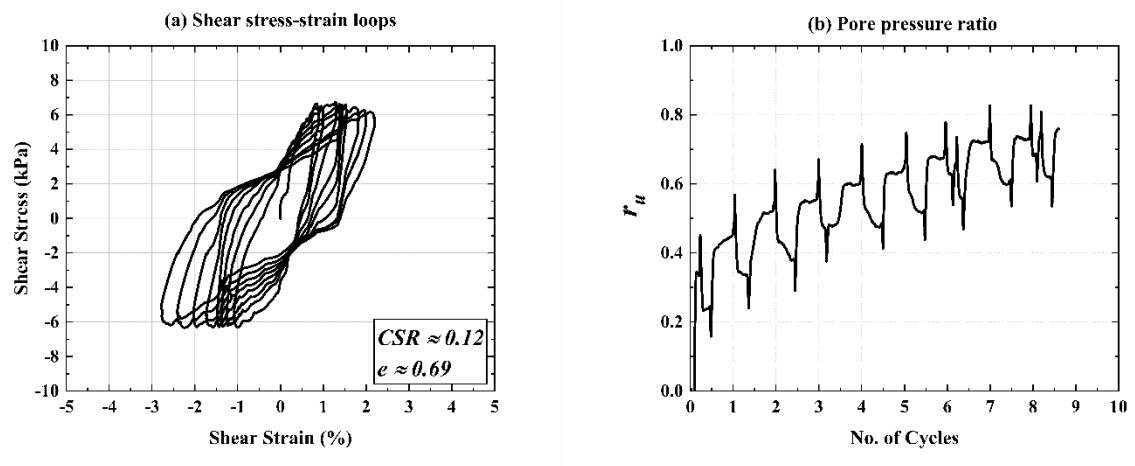 (a) Shear stress-strain loops
10
8
6
4
2
0
-2
-4
-6
-8
-10
Shear Stress (kPa)
CSR ≈ 0.12
e ≈ 0.69
-5 -4 -3 -2 -1 0 1 2 3 4 5
Shear Strain (%)
(b) Pore pressure ratio
1.0
0.8
0.6
0.4
0.2
0.0
r_u
0 1 2 3 4 5 6 7 8 9 10
No. of Cycles